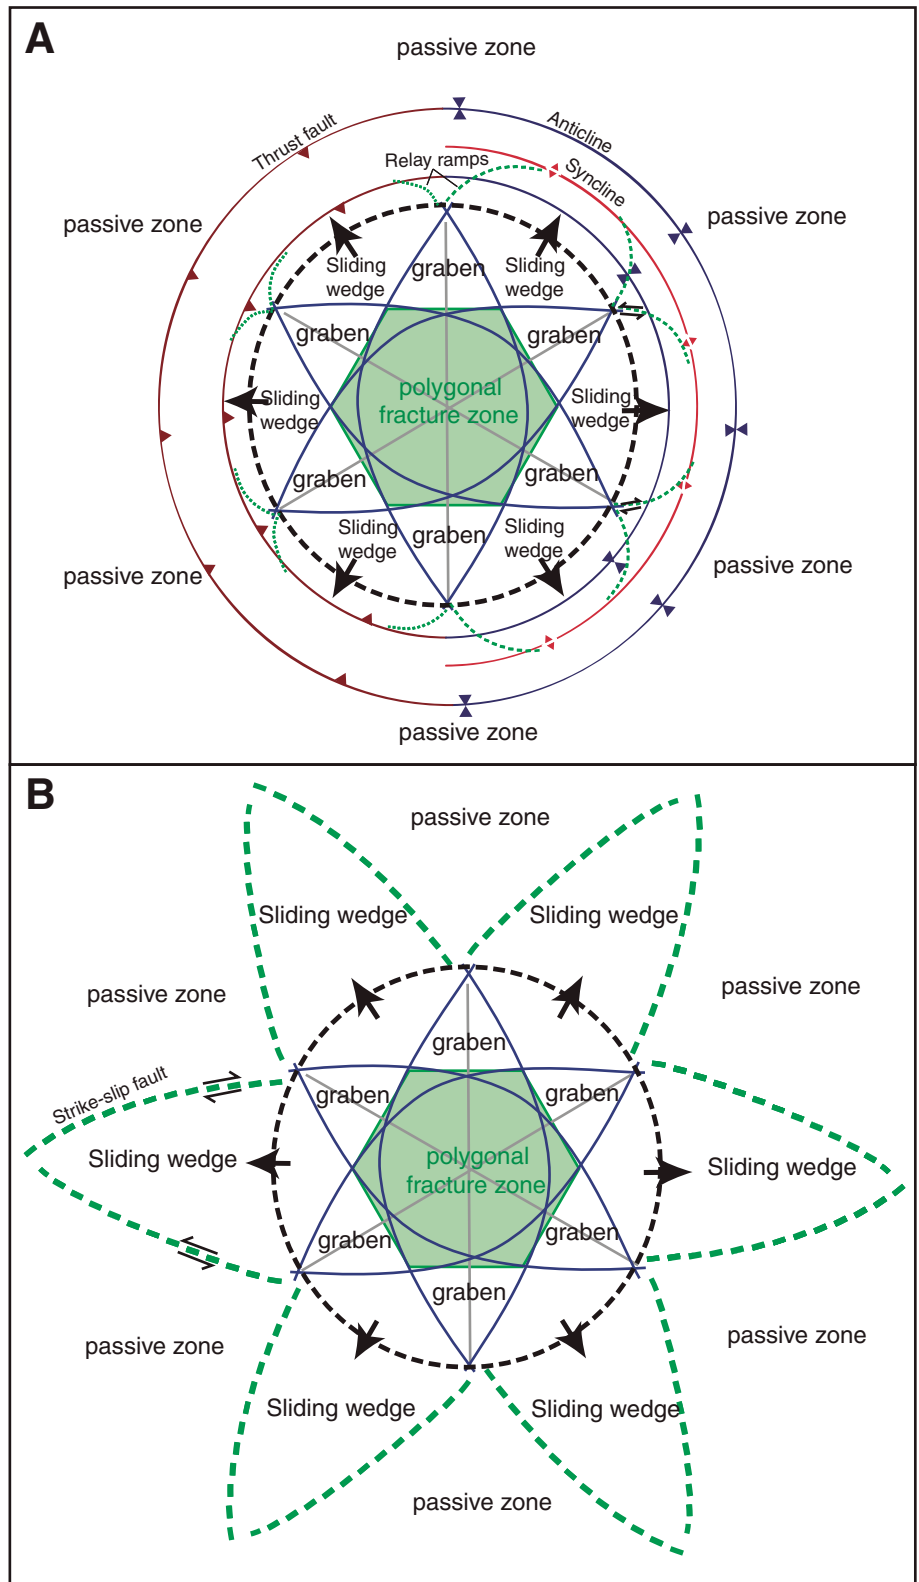 A
passive zone
Thrust fault
Anticline
Relay ramps
Syncline
passive zone
passive zone
Sliding
wedge
graben
Sliding
wedge
graben
graben
polygonal
fracture zone
Sliding
wedge
Sliding
wedge
graben
graben
Sliding
wedge
graben
Sliding
wedge
passive zone
passive zone
passive zone
B
passive zone
Sliding wedge
Sliding wedge
passive zone
passive zone
graben
graben
graben
Strike-slip fault
Sliding wedge
polygonal
fracture zone
Sliding wedge
graben
graben
graben
passive zone
passive zone
Sliding wedge
Sliding wedge
passive zone